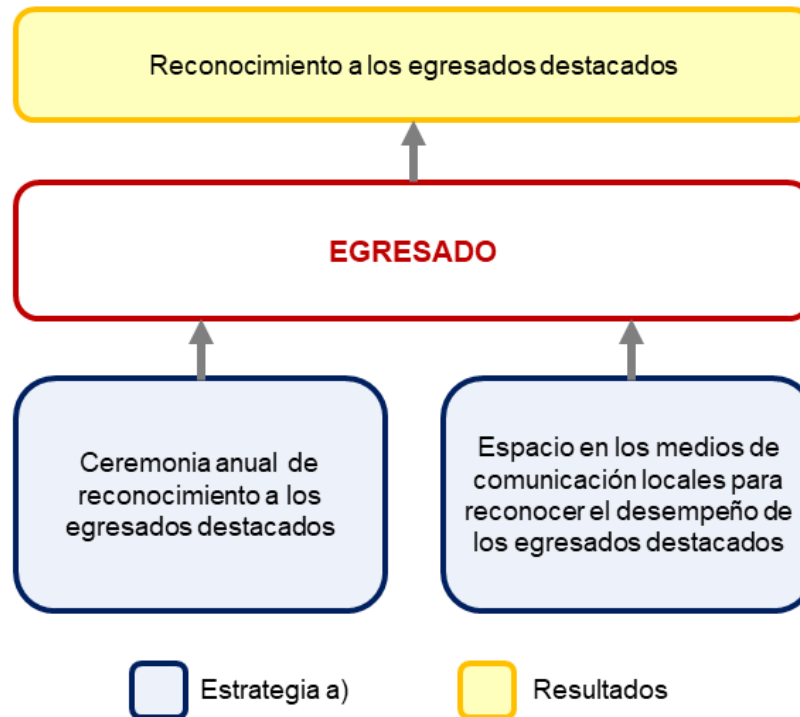 Reconocimiento a los egresados destacados
EGRESADO
Ceremonia anual de
reconocimiento a los
egresados destacados
Espacio en los medios de
comunicación locales para
reconocer el desempeño de
los egresados destacados
Estrategia a)
Resultados